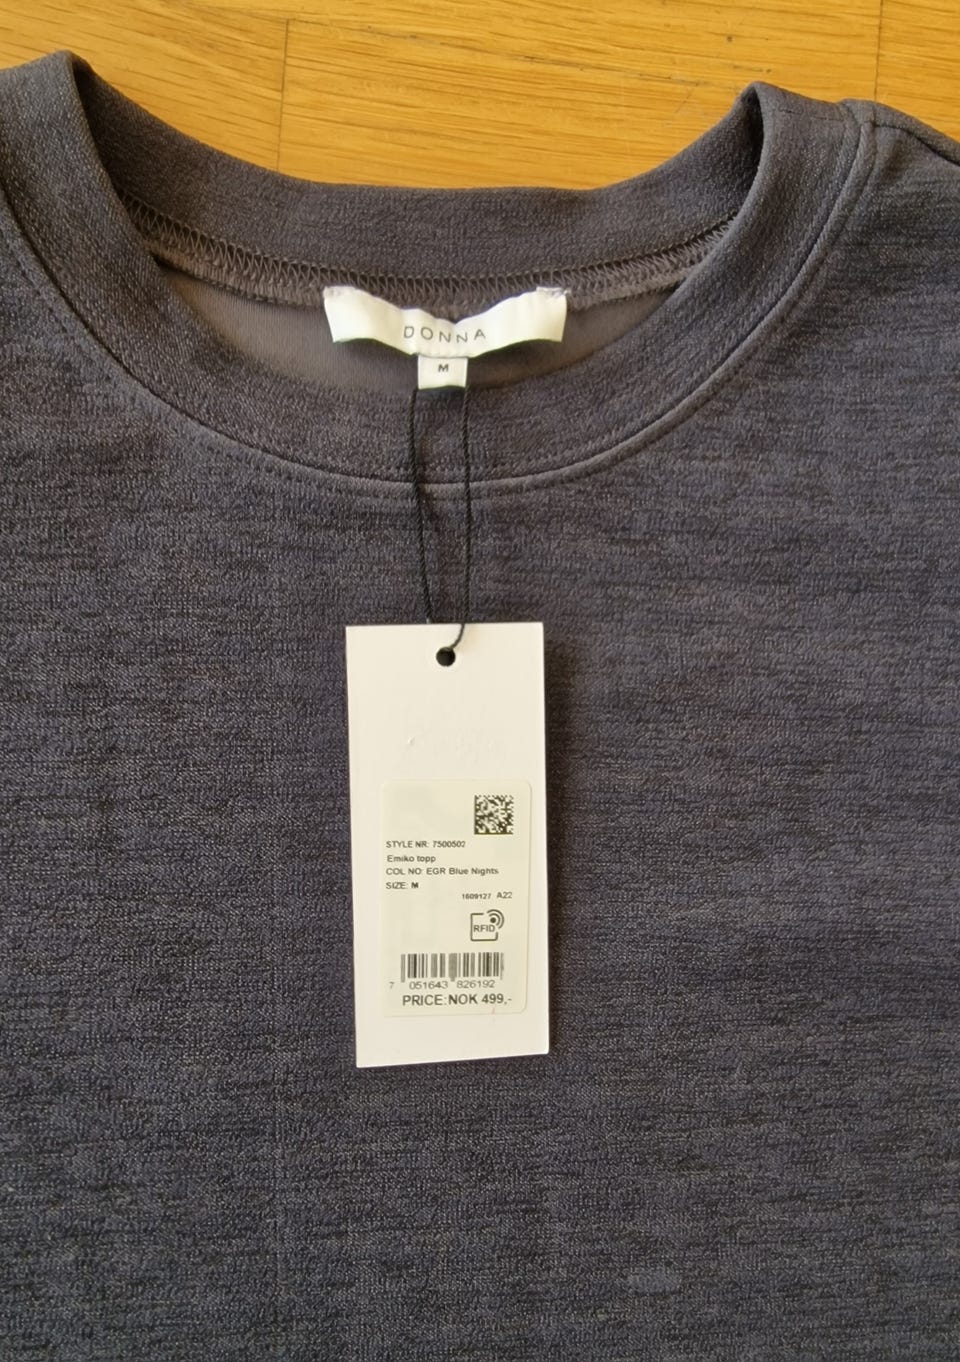 DONNA
M
STYLE NR: 7500502
Emiko topp
COL NO: EGR Blue Nights
SIZE: M
1609127 A22
RFID
7 051643 826192
PRICE:NOK 499,-